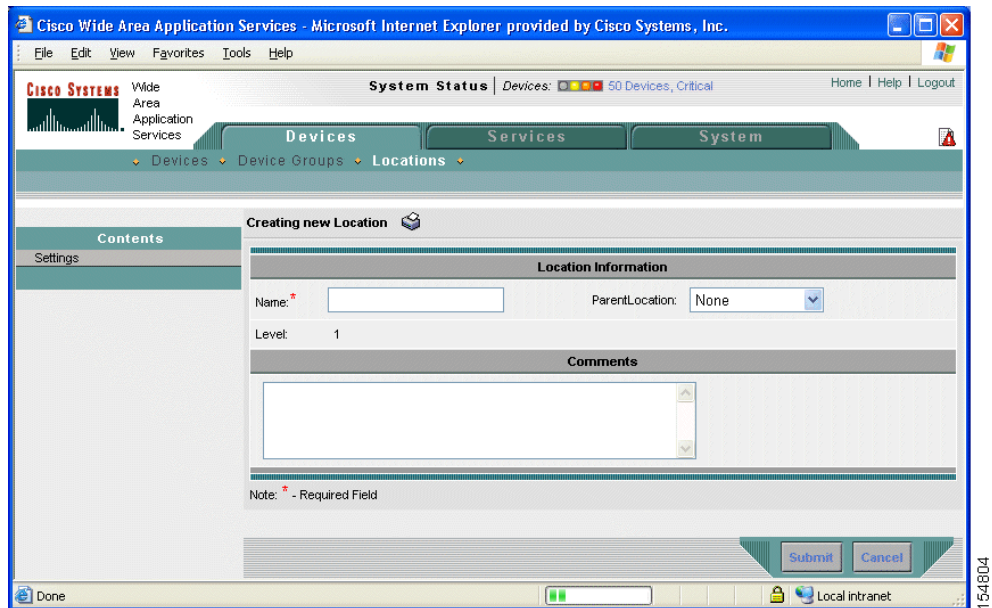 Cisco Wide Area Application Services - Microsoft Internet Explorer provided by Cisco Systems, Inc.
File Edit View Favorites Tools Help
CISCO SYSTEMS
Wide
Area
Application
Services
System Status | Devices: 50 Devices, Critical
Home | Help | Logout
Devices Services System
Devices Device Groups Locations
Contents
Settings
Creating new Location
Location Information
Name:* ParentLocation: None
Level: 1
Comments
Note: * - Required Field
Submit Cancel
Done Local intranet
154804